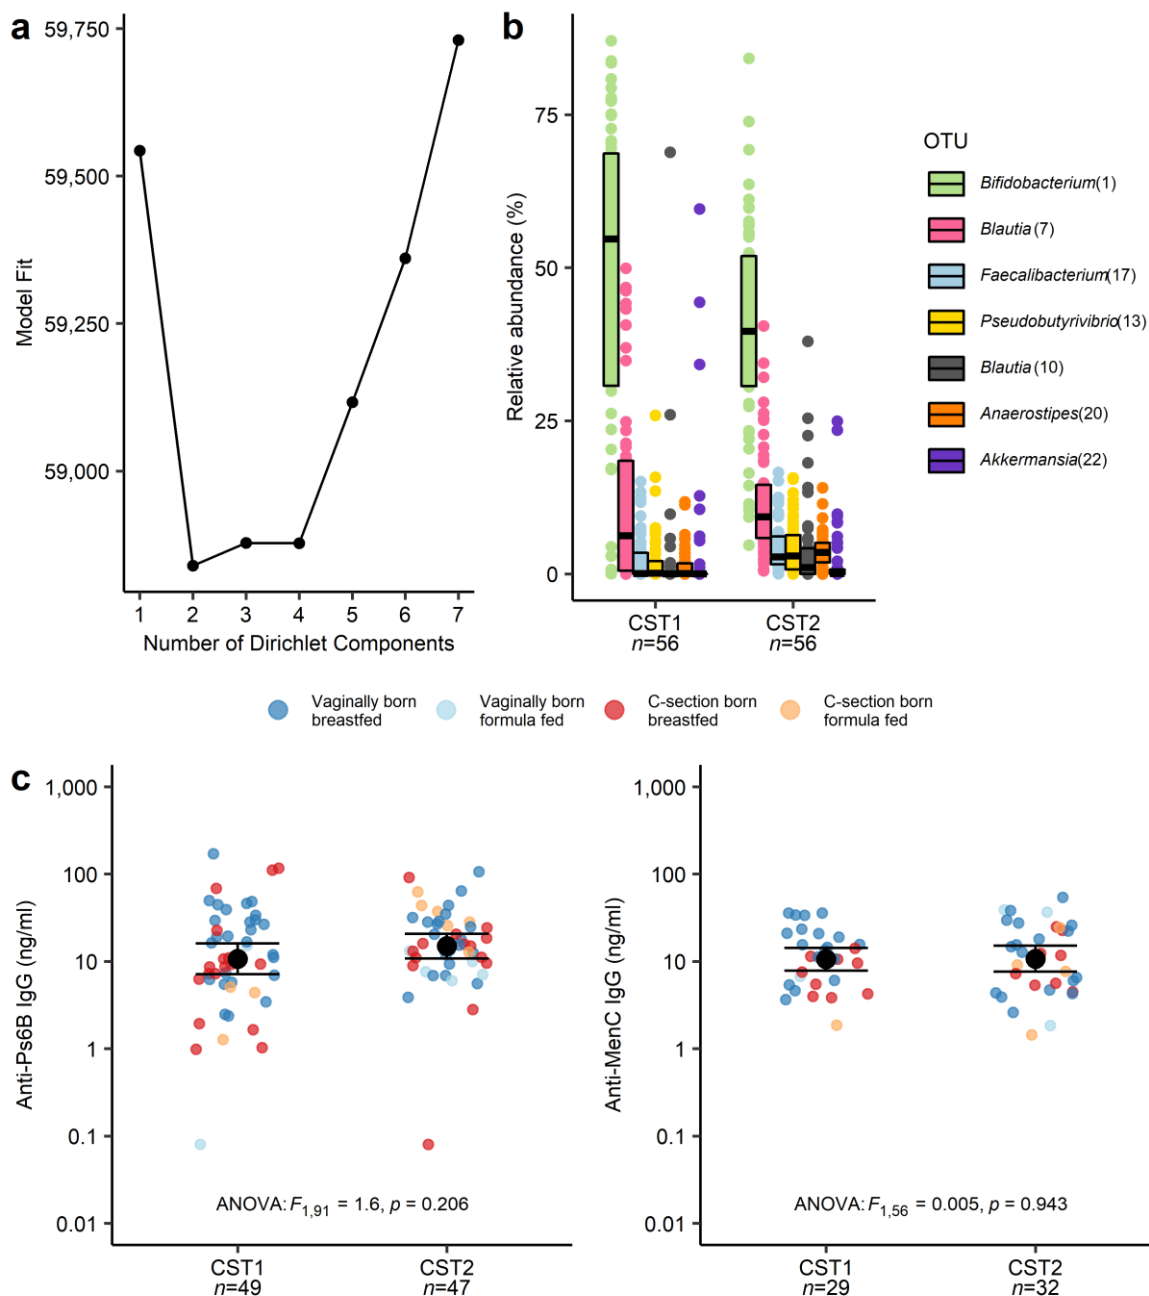 a
59,750
59,500
59,250
59,000
Model Fit
1 2 3 4 5 6 7
Number of Dirichlet Components
b
75
50
25
0
Relative abundance (%)
CST1
n=56
CST2
n=56
OTU
Bifidobacterium(1)
Blautia(7)
Faecalibacterium(17)
Pseudobutyrivibrio(13)
Blautia(10)
Anaerostipes(20)
Akkermansia(22)
Vaginally born
breastfed
Vaginally born
formula fed
C-section born
breastfed
C-section born
formula fed
c
1,000
100
10
1
0.1
0.01
Anti-Ps6B IgG (ng/ml)
ANOVA: F1,91 = 1.6, p = 0.206
CST1
n=49
CST2
n=47
1,000
100
10
1
0.1
0.01
Anti-MenC IgG (ng/ml)
ANOVA: F1,56 = 0.005, p = 0.943
CST1
n=29
CST2
n=32